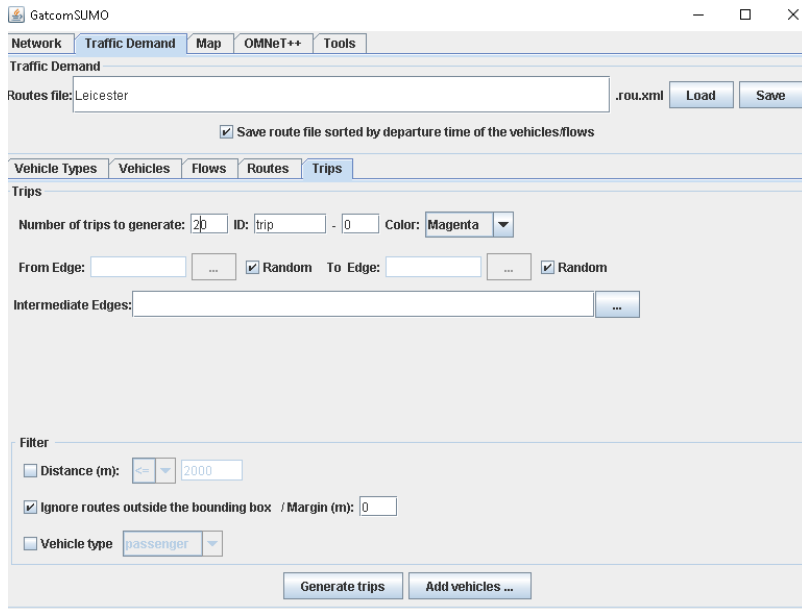 GatcomSUMO
Network Traffic Demand Map OMNeT++ Tools
Traffic Demand
Routes file: Leicester .rou.xml Load Save
Save route file sorted by departure time of the vehicles/flows
Vehicle Types Vehicles Flows Routes Trips
Trips
Number of trips to generate: 20 ID: trip - 0 Color: Magenta
From Edge: ... Random To Edge: ... Random
Intermediate Edges: ...
Filter
Distance (m): <= 2000
Ignore routes outside the bounding box / Margin (m): 0
Vehicle type passenger
Generate trips Add vehicles ...